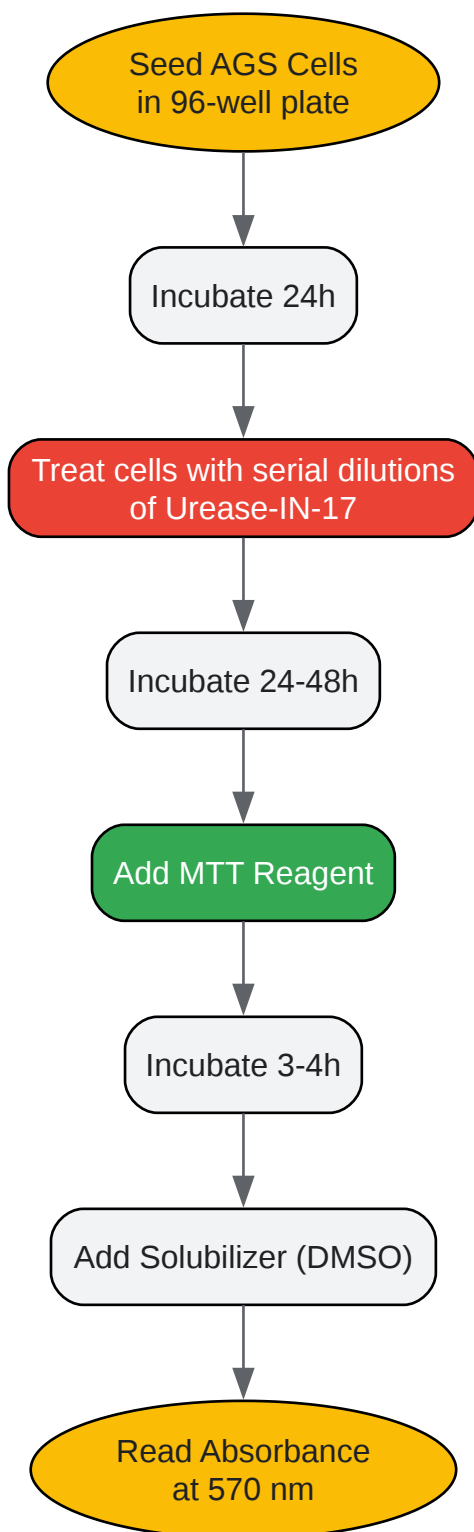 Seed AGS Cells
in 96-well plate
Incubate 24h
Treat cells with serial dilutions
of Urease-IN-17
Incubate 24-48h
Add MTT Reagent
Incubate 3-4h
Add Solubilizer (DMSO)
Read Absorbance
at 570 nm